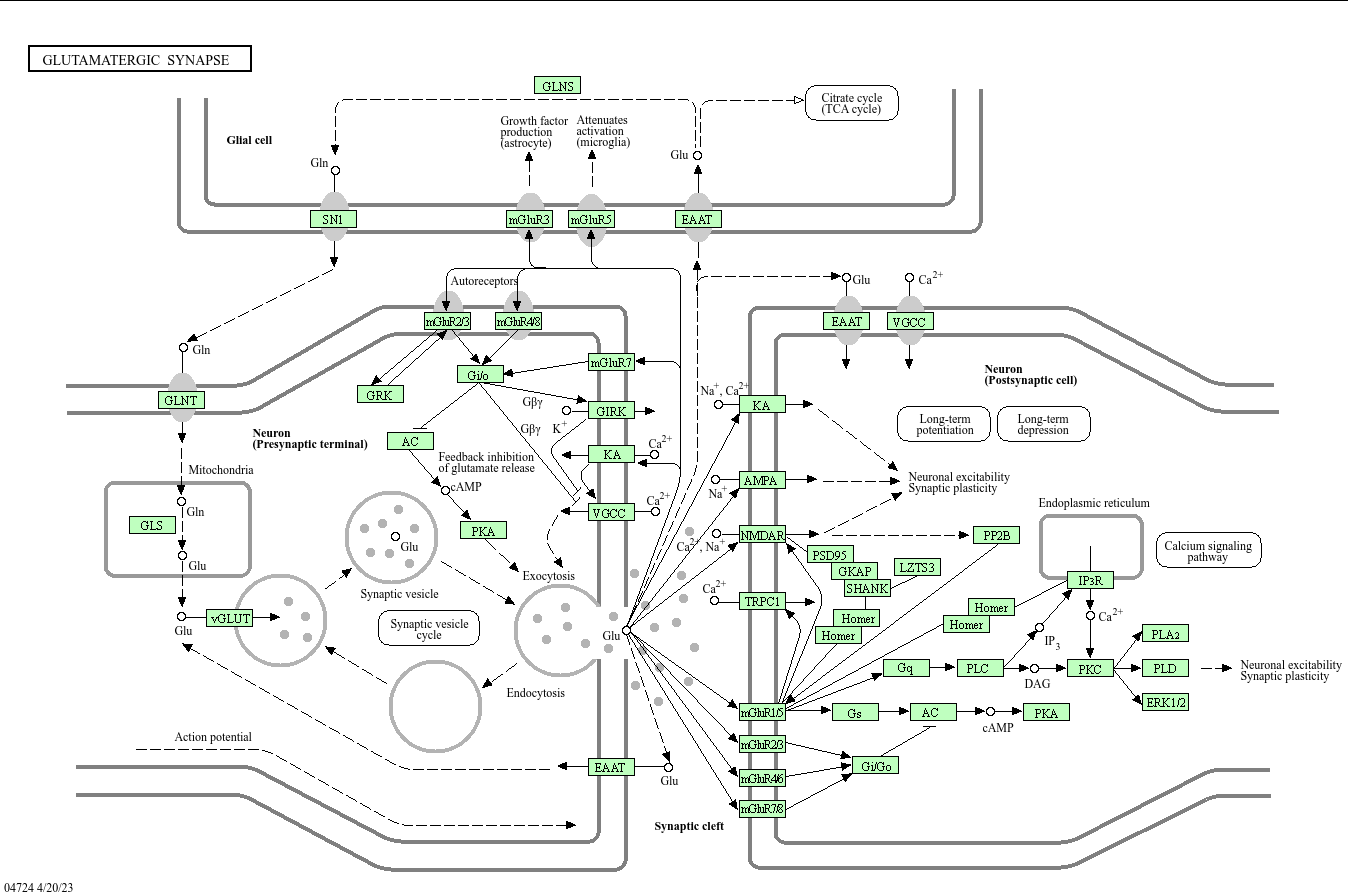 GLUTAMATERGIC SYNAPSE
GLNS
Citrate cycle
(TCA cycle)
Growth factor
production
(astrocyte)
Attenuates
activation
(microglia)
Glial cell
Gln
Glu
SN1
mGluR3
mGluR5
EAAT
Autoreceptors
Glu
Ca2+
mGluR2/3
mGluR4/8
EAAT
VGCC
Gln
mGluR7
Gi/o
GRK
GLNT
Neuron
(Postsynaptic cell)
Na+, Ca2+
KA
Gβγ
GIRK
Gβγ
K+
Long-term
potentiation
Long-term
depression
Neuron
(Presynaptic terminal)
AC
Ca2+
KA
Feedback inhibition
of glutamate release
Mitochondria
cAMP
Na+
AMPA
Neuronal excitability
Synaptic plasticity
Gln
GLS
Ca2+
VGCC
Endoplasmic reticulum
PKA
Glu
Ca2+, Na+
NMDAR
PP2B
PSD95
GKAP
LZTS3
SHANK
Calcium signaling
pathway
Glu
Exocytosis
IP3R
Synaptic vesicle
Ca2+
TRPC1
Homer
Homer
Homer
Homer
Ca2+
Glu
vGLUT
Synaptic vesicle
cycle
Glu
IP3
PLA2
Gq
PLC
DAG
PKC
PLD
Neuronal excitability
Synaptic plasticity
Endocytosis
ERK1/2
mGluR1/5
Gs
AC
cAMP
PKA
Action potential
mGluR2/3
EAAT
Glu
mGluR4/6
Gi/Go
mGluR7/8
Synaptic cleft
04724 4/20/23